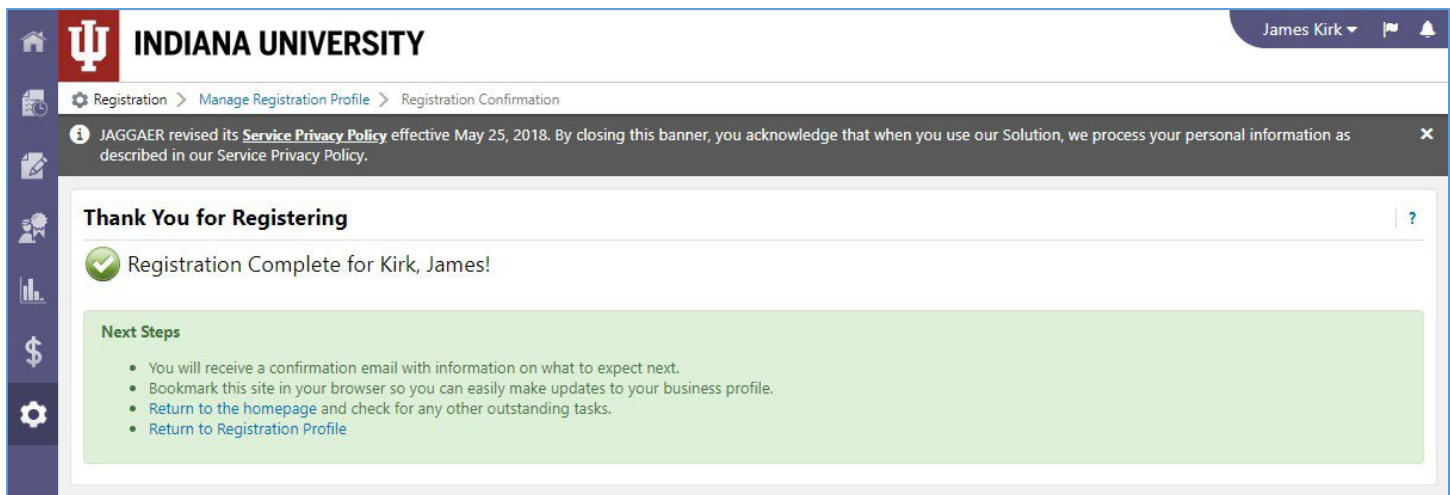 INDIANA UNIVERSITY
James Kirk
Registration > Manage Registration Profile > Registration Confirmation
JAGGAER revised its Service Privacy Policy effective May 25, 2018. By closing this banner, you acknowledge that when you use our Solution, we process your personal information as
described in our Service Privacy Policy.
Thank You for Registering
?
Registration Complete for Kirk, James!
Next Steps
• You will receive a confirmation email with information on what to expect next.
• Bookmark this site in your browser so you can easily make updates to your business profile.
• Return to the homepage and check for any other outstanding tasks.
• Return to Registration Profile